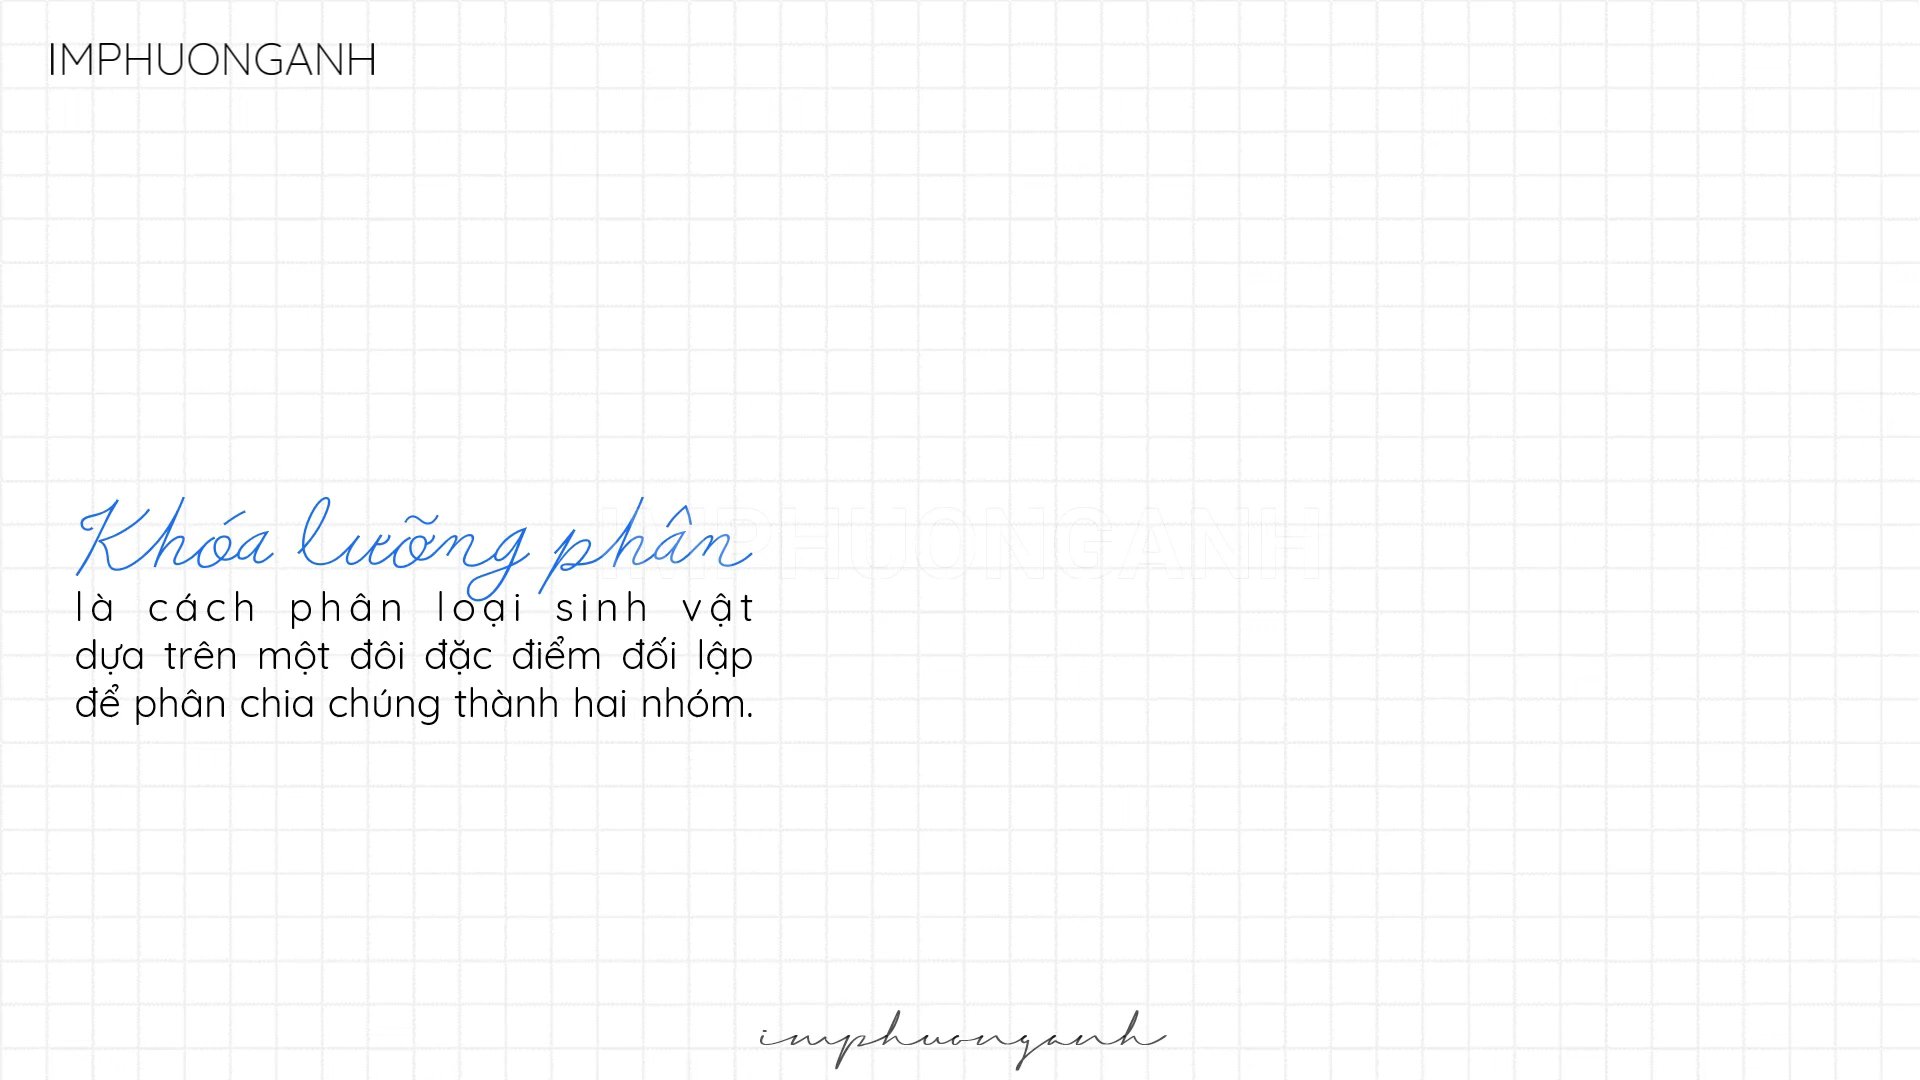 IMPHUONGANH
Khóa lưỡng phân
IMPHUONGANH
là cách phân loại sinh vật
dựa trên một đôi đặc điểm đối lập
để phân chia chúng thành hai nhóm.
imphuonganh